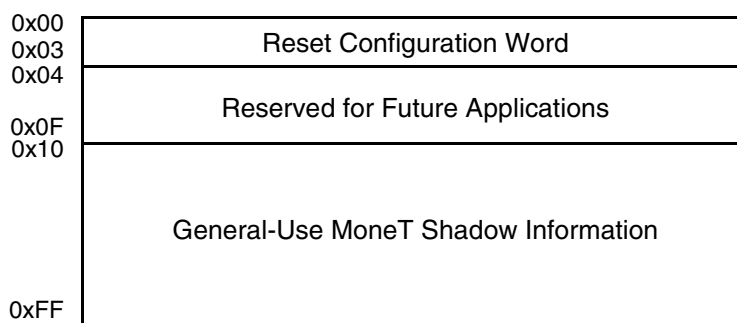 0x00
Reset Configuration Word
0x03
0x04
Reserved for Future Applications
0x0F
0x10
General-Use MoneT Shadow Information
0xFF